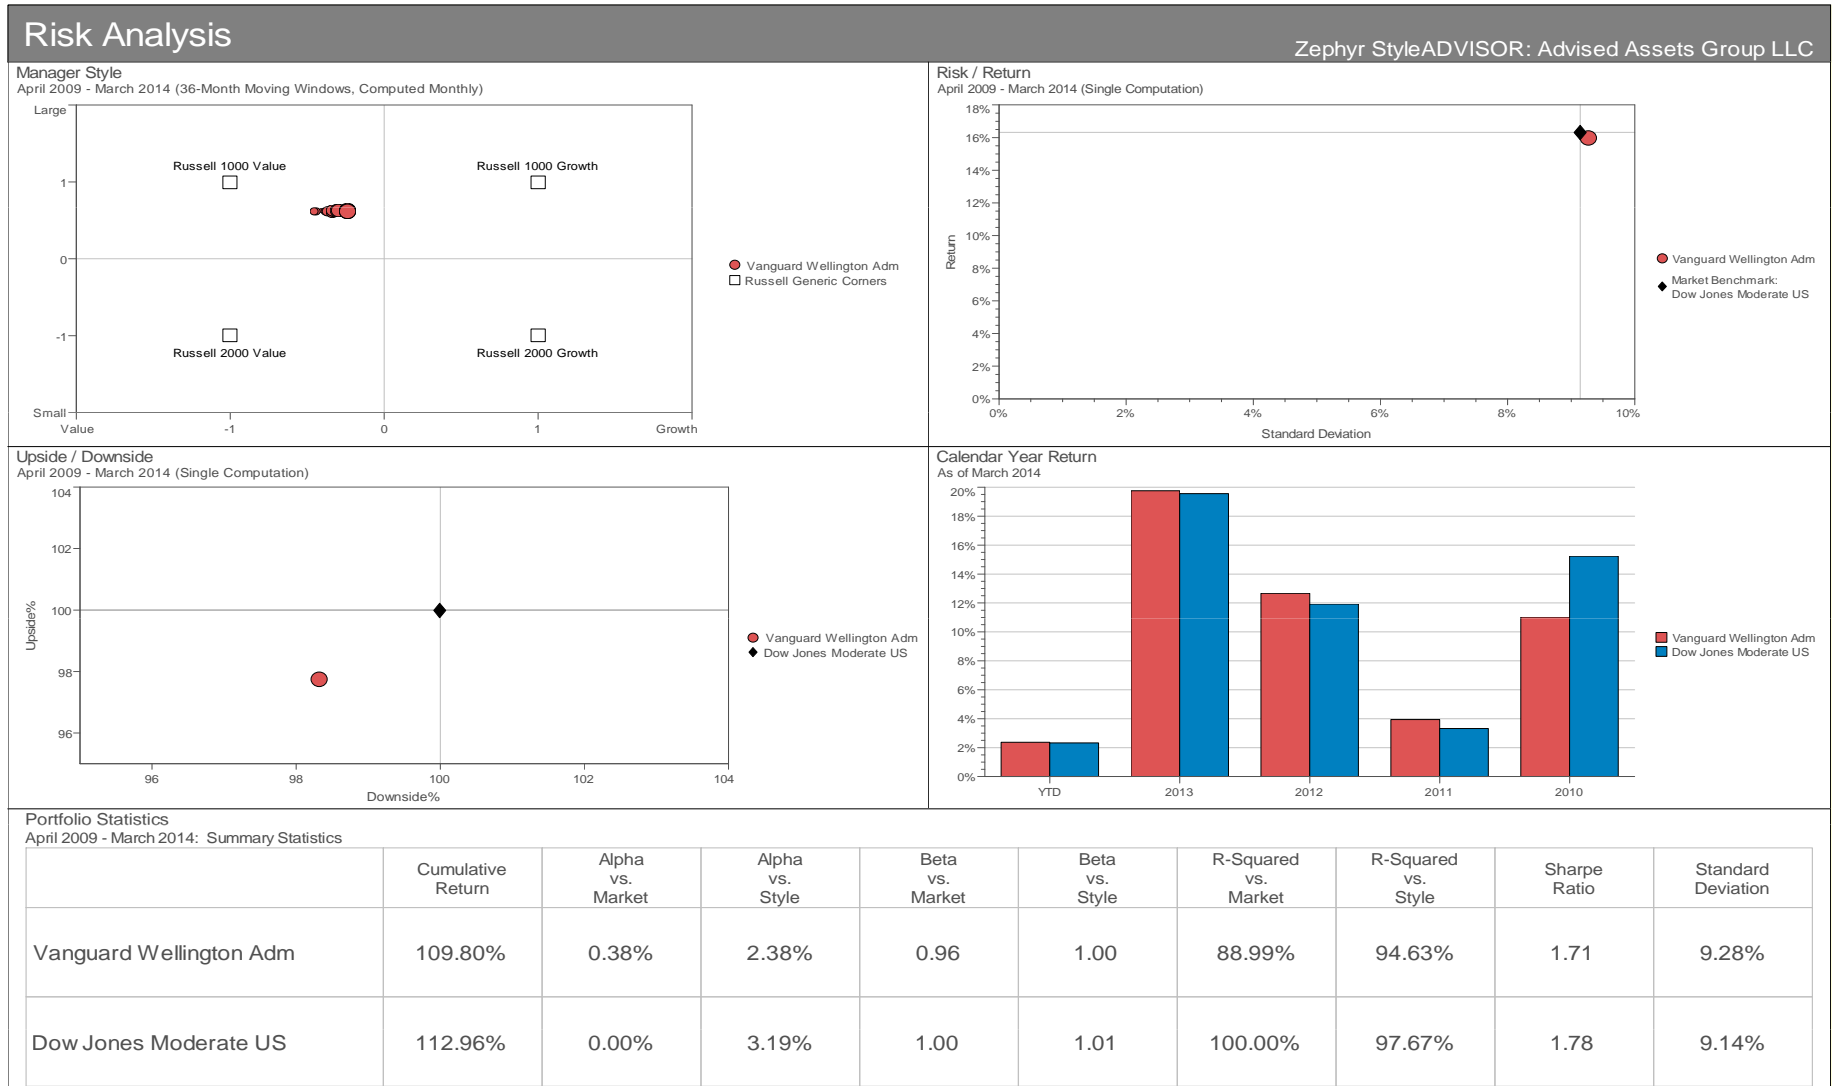 Risk Analysis
Zephyr StyleADVISOR: Advised Assets Group LLC
Manager Style
April 2009 - March 2014 (36-Month Moving Windows, Computed Monthly)
Large
1
0
-1
Small
Value
-1
0
1
Growth
Russell 1000 Value
Russell 1000 Growth
Russell 2000 Value
Russell 2000 Growth
Vanguard Wellington Adm
Russell Generic Corners
Risk / Return
April 2009 - March 2014 (Single Computation)
Return
18%
16%
14%
12%
10%
8%
6%
4%
2%
0%
0%
2%
4%
6%
8%
10%
Standard Deviation
Vanguard Wellington Adm
Market Benchmark:
Dow Jones Moderate US
Upside / Downside
April 2009 - March 2014 (Single Computation)
Upside%
104
102
100
98
96
96
98
100
102
104
Downside%
Vanguard Wellington Adm
Dow Jones Moderate US
Calendar Year Return
As of March 2014
20%
18%
16%
14%
12%
10%
8%
6%
4%
2%
0%
YTD
2013
2012
2011
2010
Vanguard Wellington Adm
Dow Jones Moderate US
Portfolio Statistics
April 2009 - March 2014: Summary Statistics
Cumulative
Return
Alpha
vs.
Market
Alpha
vs.
Style
Beta
vs.
Market
Beta
vs.
Style
R-Squared
vs.
Market
R-Squared
vs.
Style
Sharpe
Ratio
Standard
Deviation
Vanguard Wellington Adm 109.80% 0.38% 2.38% 0.96 1.00 88.99% 94.63% 1.71 9.28%
Dow Jones Moderate US 112.96% 0.00% 3.19% 1.00 1.01 100.00% 97.67% 1.78 9.14%